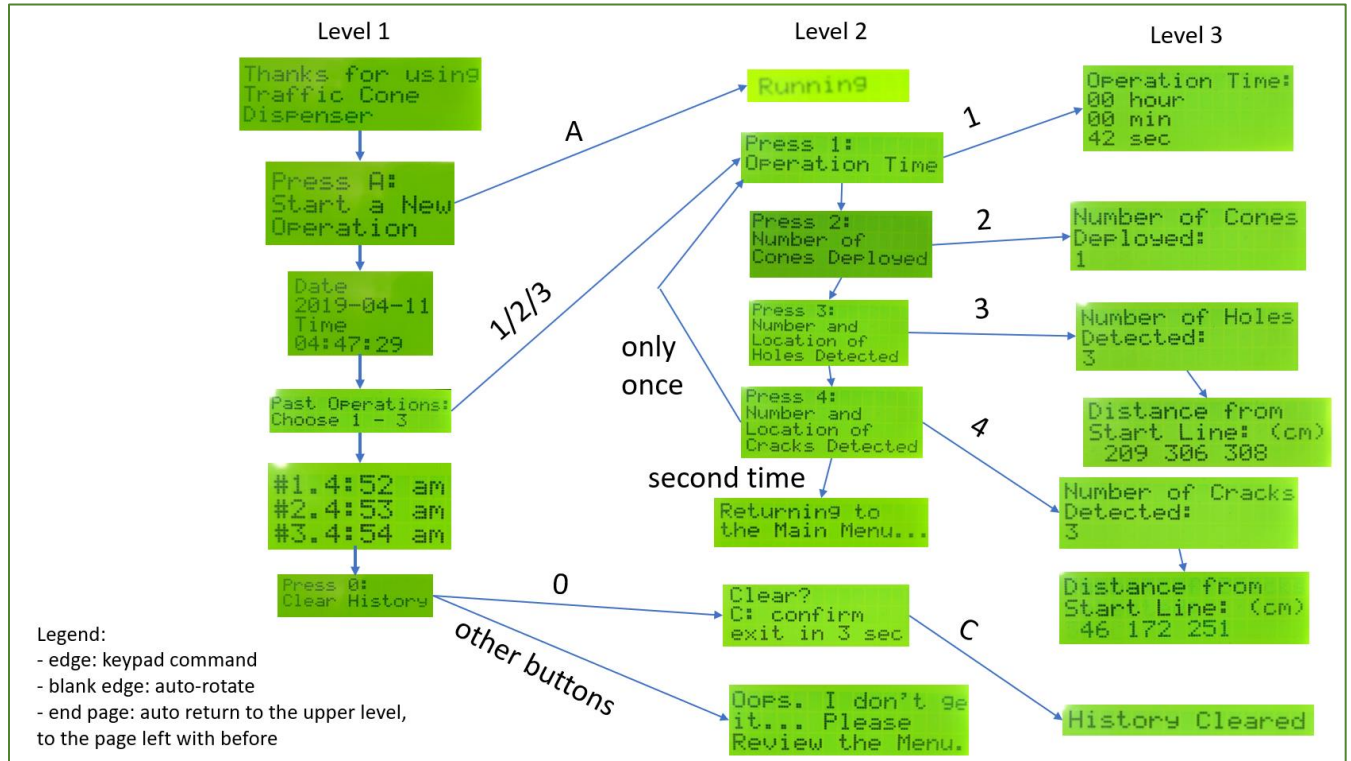 Level 1
Thanks for using
Traffic Cone
Dispenser
Press A:
Start a New
Operation
Date
2019-04-11
Time
04:47:29
Past Operations:
Choose 1 - 3
#1.4:52 am
#2.4:53 am
#3.4:54 am
Press 0:
Clear History
A
1/2/3
0
other buttons
Level 2
Running
Press 1:
Operation Time
Press 2:
Number of
Cones Deployed
Press 3:
Number and
Location of
Holes Detected
Press 4:
Number and
Location of
Cracks Detected
only
once
second time
Returning to
the Main Menu...
Clear?
C: confirm
exit in 3 sec
Oops. I don't ge
it... Please
Review the Menu.
1
2
3
4
C
Level 3
Operation Time:
00 hour
00 min
42 sec
Number of Cones
Deployed:
1
Number of Holes
Detected:
3
Distance from
Start Line: (cm)
209 306 308
Number of Cracks
Detected:
3
Distance from
Start Line: (cm)
46 172 251
History Cleared
Legend:
- edge: keypad command
- blank edge: auto-rotate
- end page: auto return to the upper level,
to the page left with before